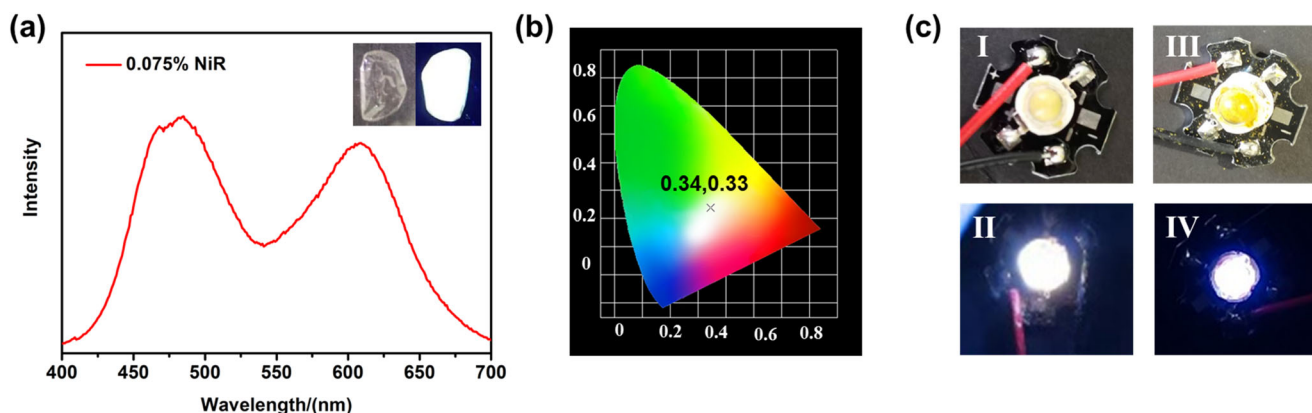 (a)
0.075% NiR
Intensity
400 450 500 550 600 650 700
Wavelength/(nm)
(b)
0.8
0.6
0.4
0.2
0
0.34,0.33
0 0.2 0.4 0.6 0.8
(c)
I
III
II
IV